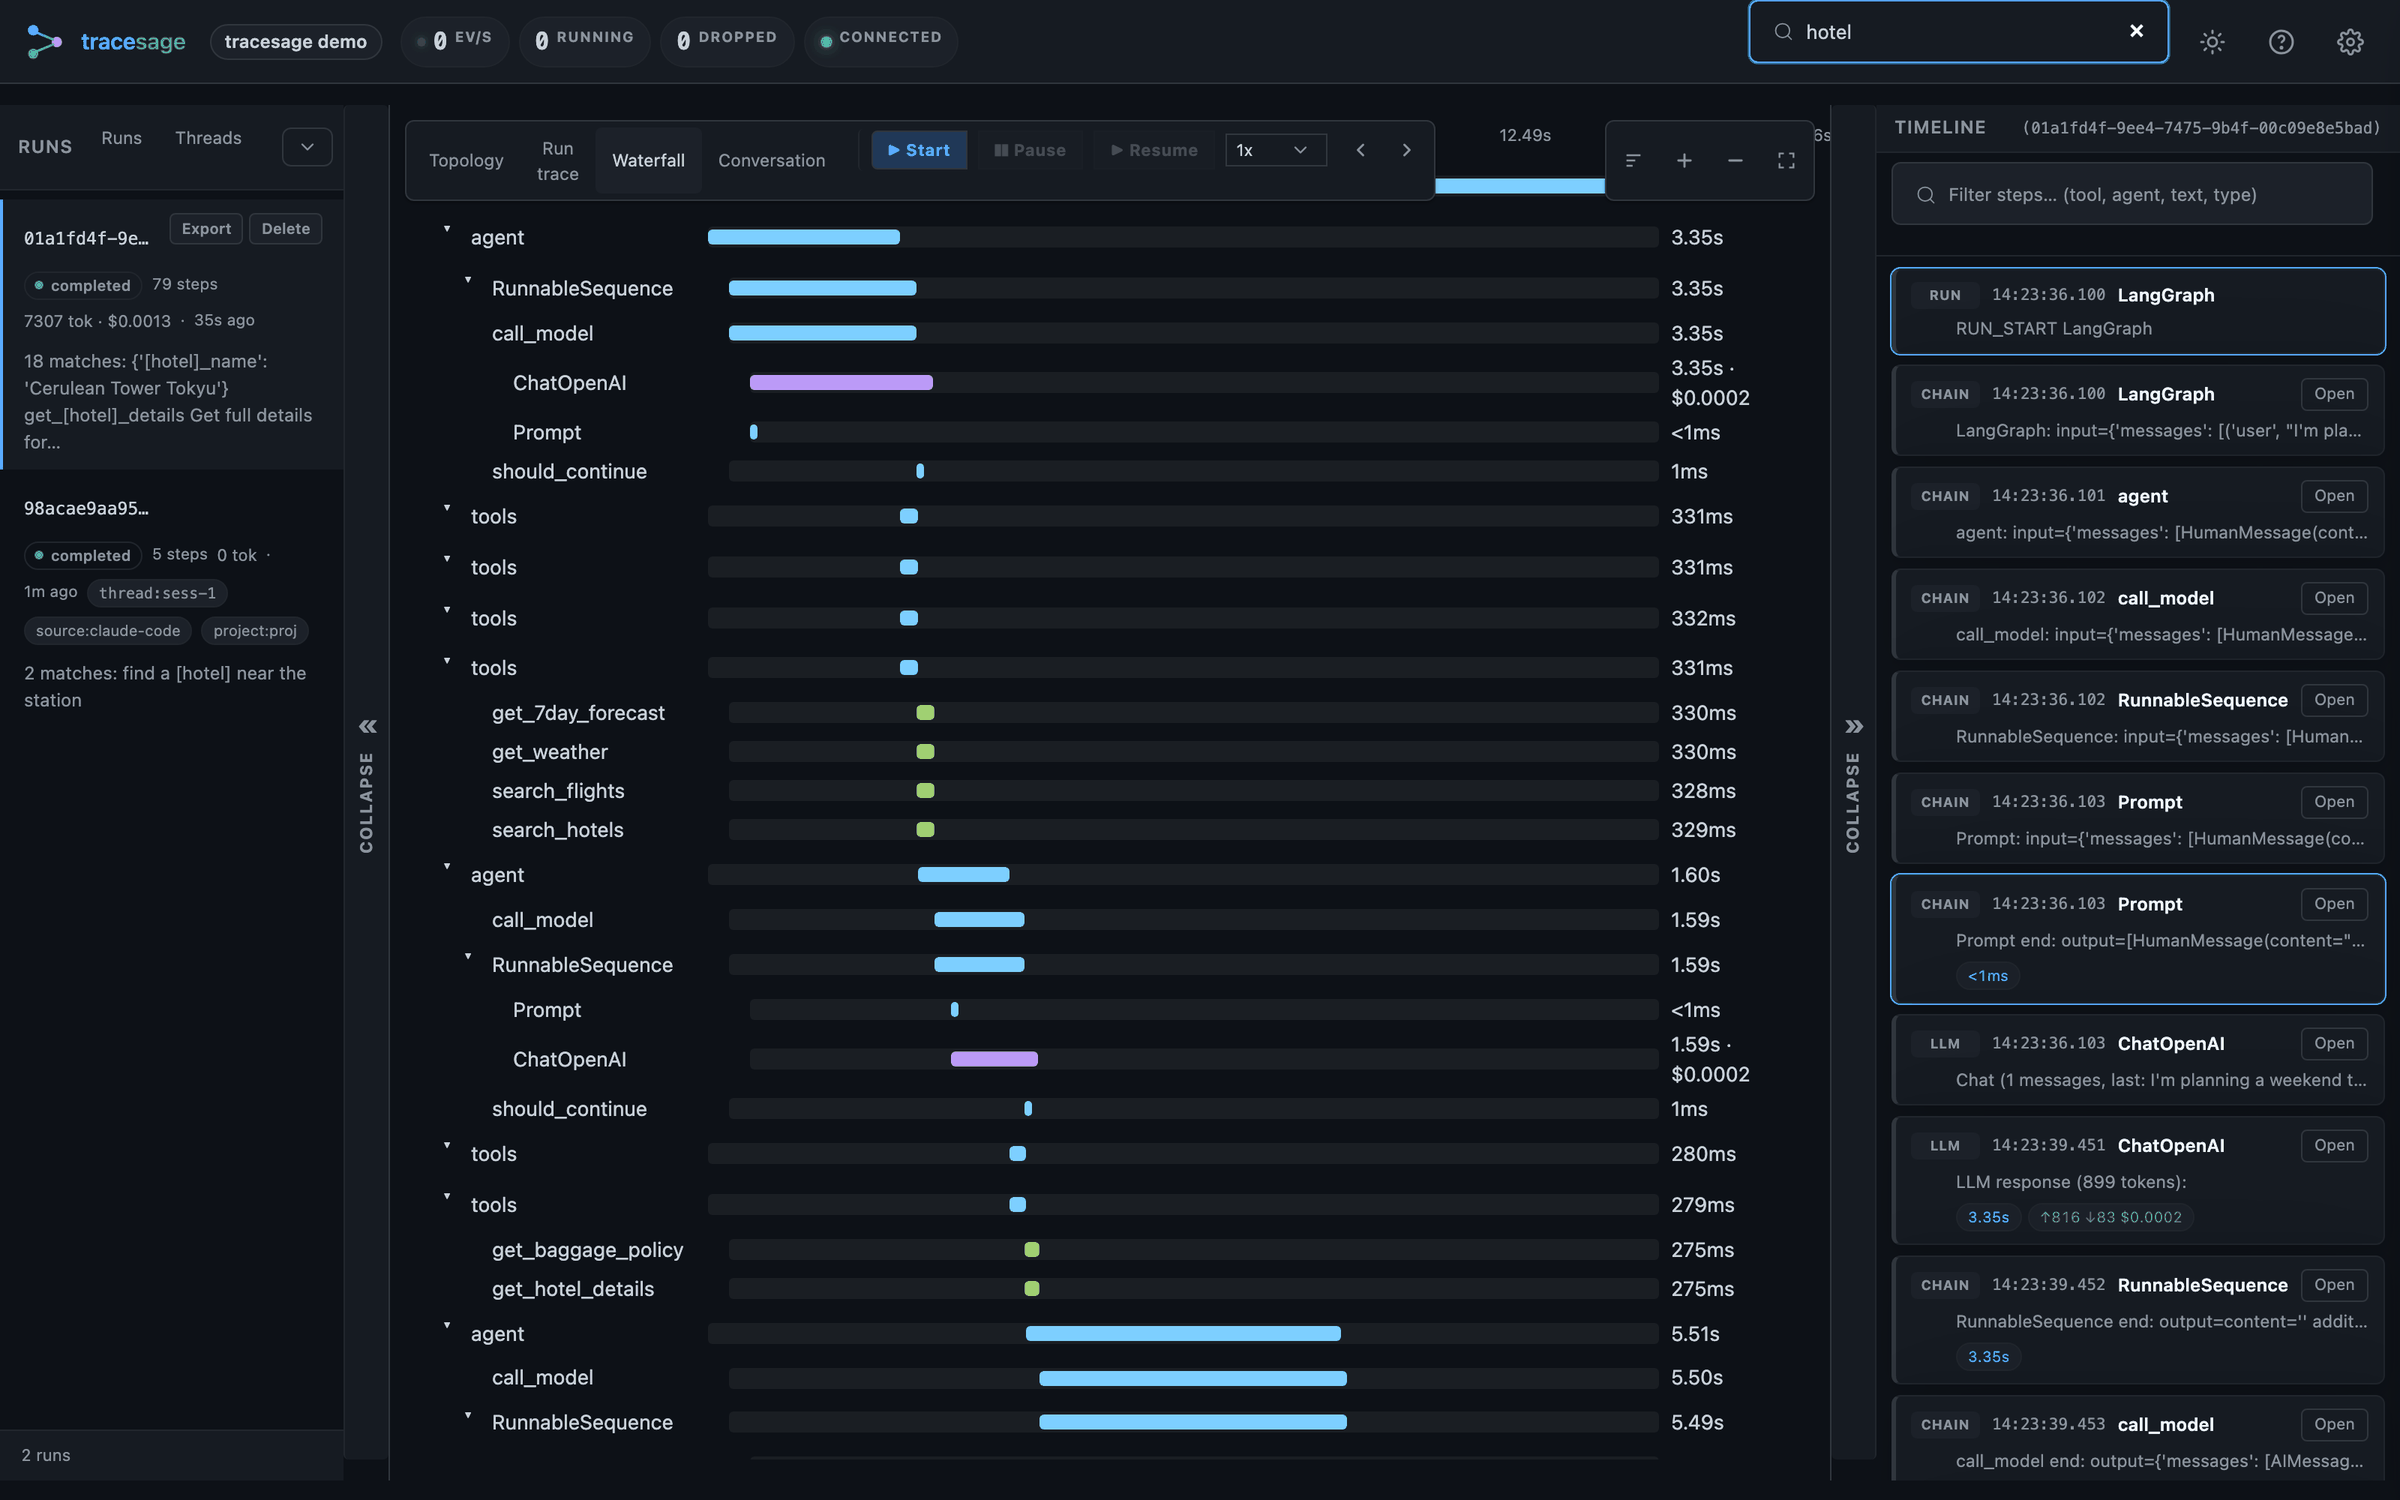 tracesage
tracesage demo
0 EV/S
0 RUNNING
0 DROPPED
CONNECTED
hotel
RUNS
Runs
Threads
01a1fd4f-9e…
Export
Delete
completed
79 steps
7307 tok · $0.0013 · 35s ago
18 matches: {'[hotel]_name':
'Cerulean Tower Tokyu'}
get_[hotel]_details Get full details
for...
98acae9aa95…
completed
5 steps
0 tok ·
1m ago
thread:sess-1
source:claude-code
project:proj
2 matches: find a [hotel] near the
station
2 runs
COLLAPSE
Topology
Run
trace
Waterfall
Conversation
Start
Pause
Resume
1x
12.49s
6s
agent 3.35s
RunnableSequence 3.35s
call_model 3.35s
ChatOpenAI 3.35s ·
$0.0002
Prompt <1ms
should_continue 1ms
tools 331ms
tools 331ms
tools 332ms
tools 331ms
get_7day_forecast 330ms
get_weather 330ms
search_flights 328ms
search_hotels 329ms
agent 1.60s
call_model 1.59s
RunnableSequence 1.59s
Prompt <1ms
ChatOpenAI 1.59s ·
$0.0002
should_continue 1ms
tools 280ms
tools 279ms
get_baggage_policy 275ms
get_hotel_details 275ms
agent 5.51s
call_model 5.50s
RunnableSequence 5.49s
COLLAPSE
TIMELINE
(01a1fd4f-9ee4-7475-9b4f-00c09e8e5bad)
Filter steps... (tool, agent, text, type)
RUN 14:23:36.100 LangGraph
RUN_START LangGraph
CHAIN 14:23:36.100 LangGraph Open
LangGraph: input={'messages': [('user', "I'm pla...
CHAIN 14:23:36.101 agent Open
agent: input={'messages': [HumanMessage(cont...
CHAIN 14:23:36.102 call_model Open
call_model: input={'messages': [HumanMessage...
CHAIN 14:23:36.102 RunnableSequence Open
RunnableSequence: input={'messages': [Human...
CHAIN 14:23:36.103 Prompt Open
Prompt: input={'messages': [HumanMessage(co...
CHAIN 14:23:36.103 Prompt Open
Prompt end: output=[HumanMessage(content="...
<1ms
LLM 14:23:36.103 ChatOpenAI Open
Chat (1 messages, last: I'm planning a weekend t...
LLM 14:23:39.451 ChatOpenAI Open
LLM response (899 tokens):
3.35s ↑816 ↓83 $0.0002
CHAIN 14:23:39.452 RunnableSequence Open
RunnableSequence end: output=content='' addit...
3.35s
CHAIN 14:23:39.453 call_model Open
call_model end: output={'messages': [AIMessag...